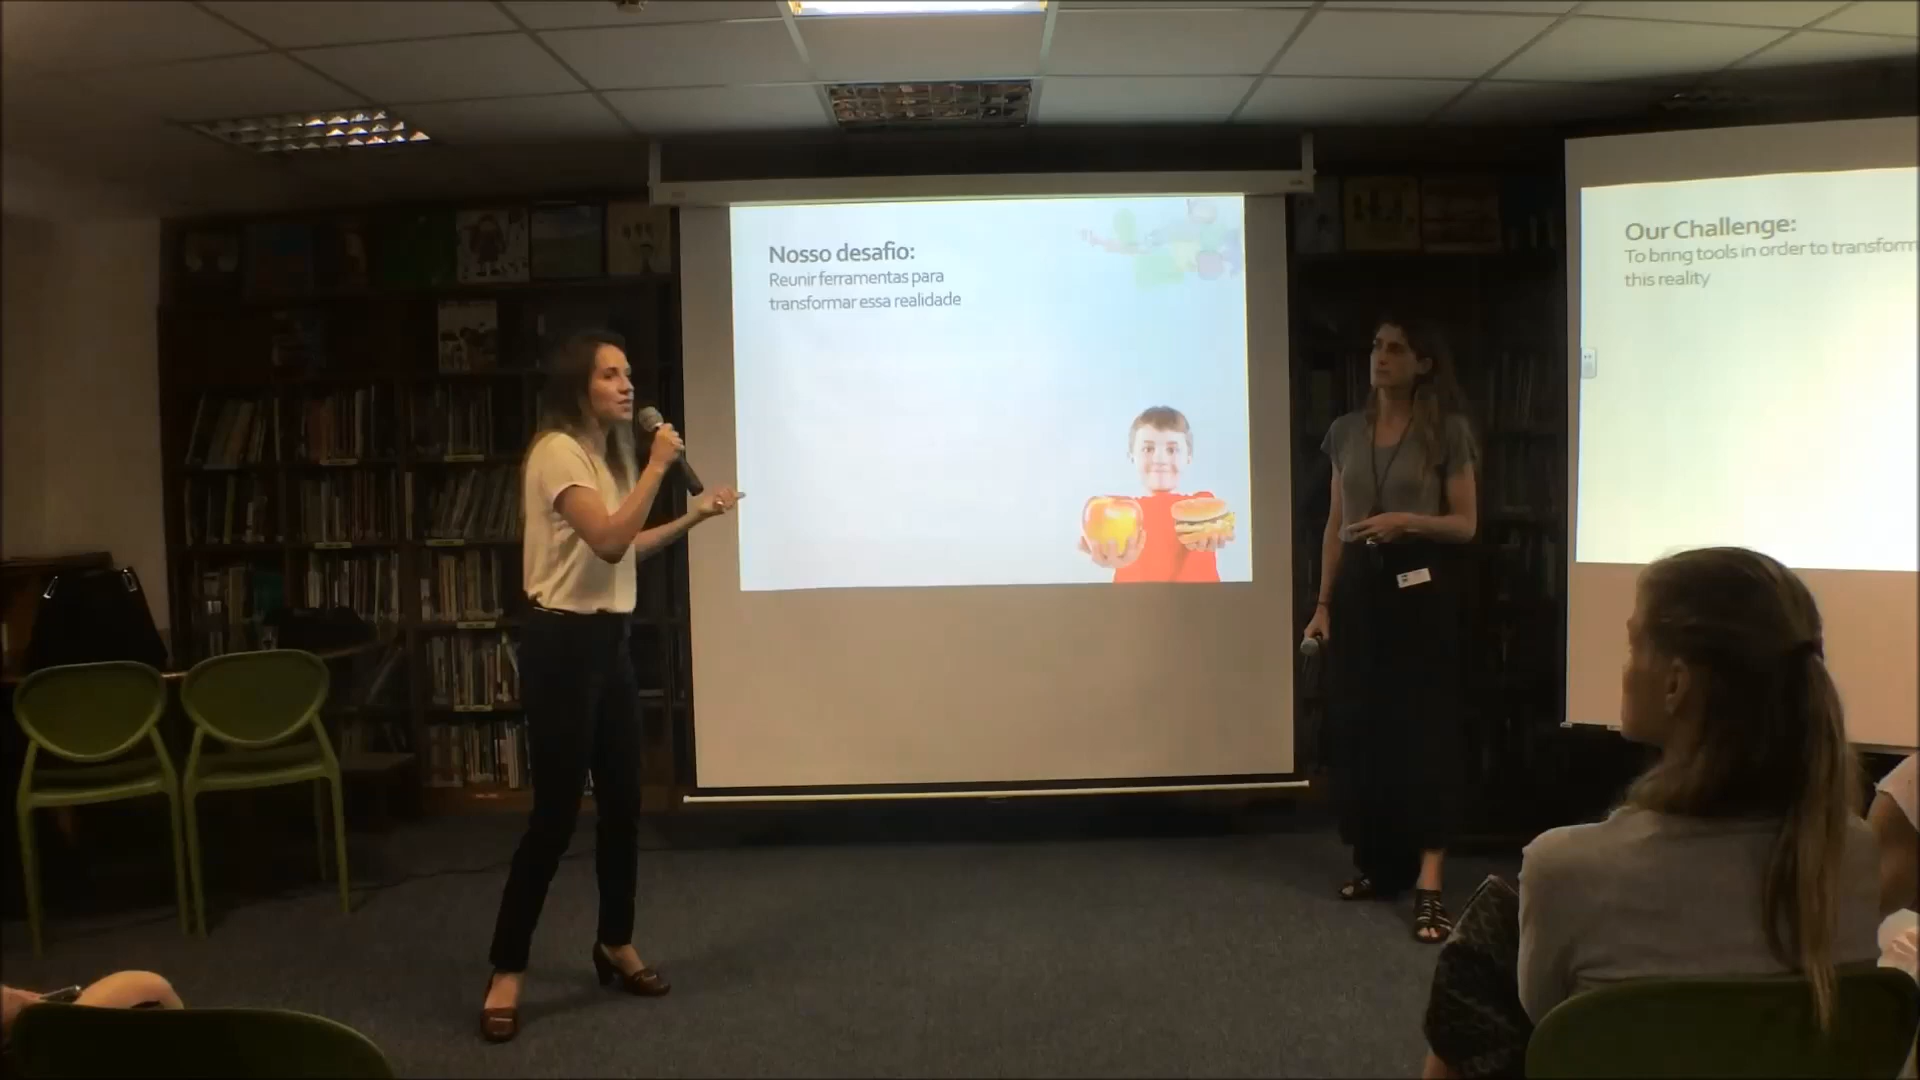 Nosso desafio:
Reunir ferramentas para
transformar essa realidade
Our Challenge:
To bring tools in order to transform
this reality